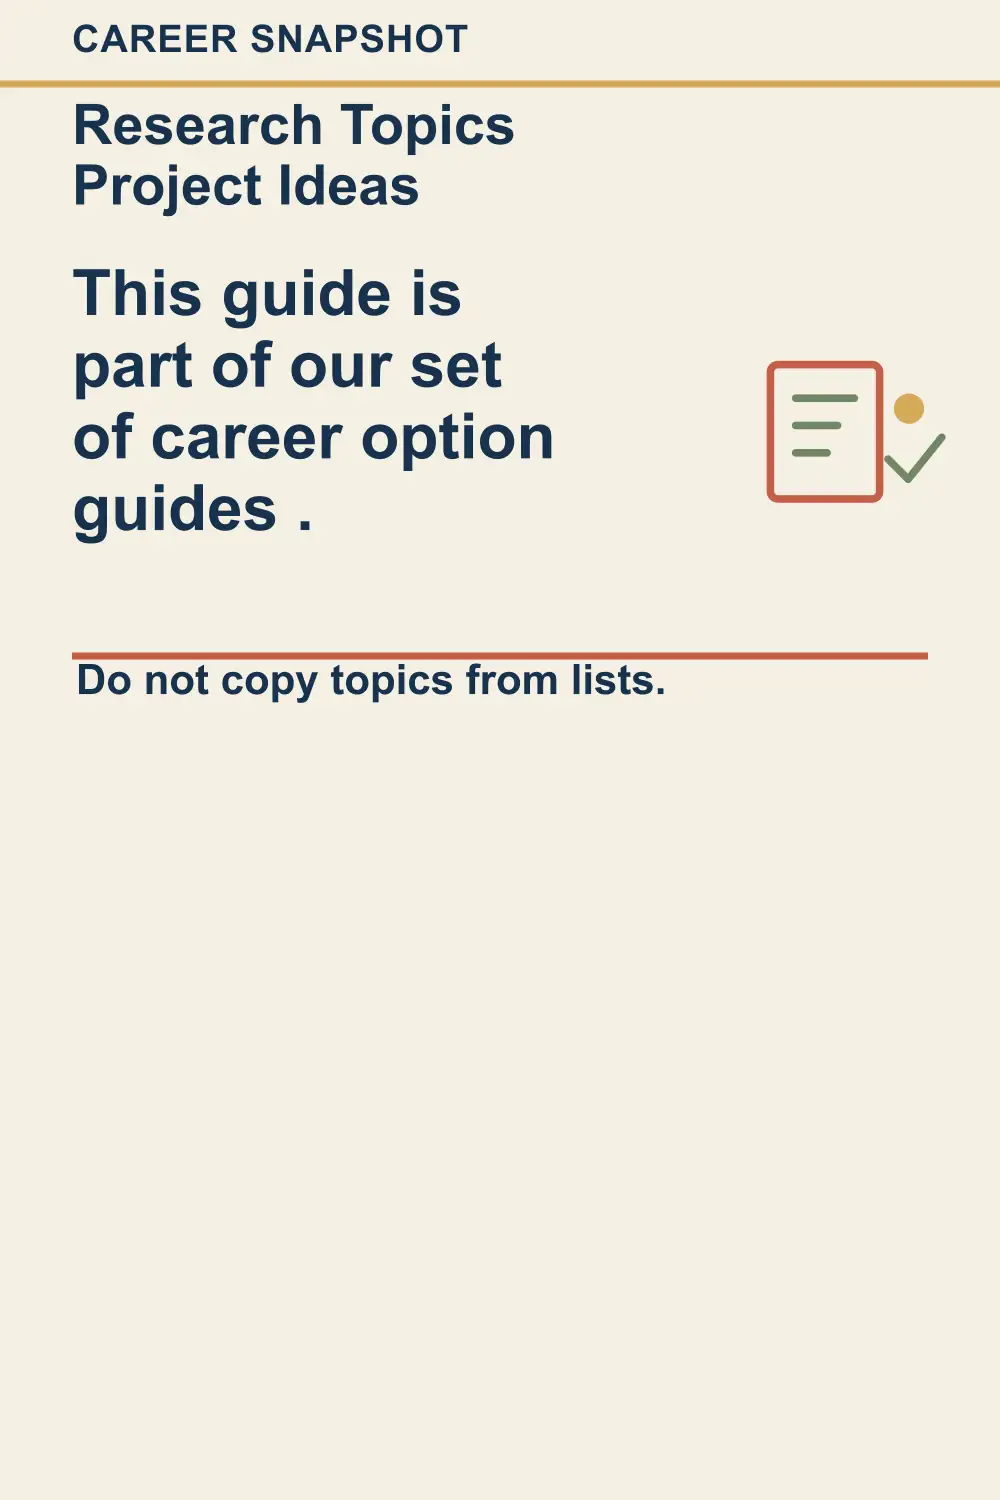 CAREER SNAPSHOT
Research Topics
Project Ideas
This guide is
part of our set
of career option
guides .
Do not copy topics from lists.